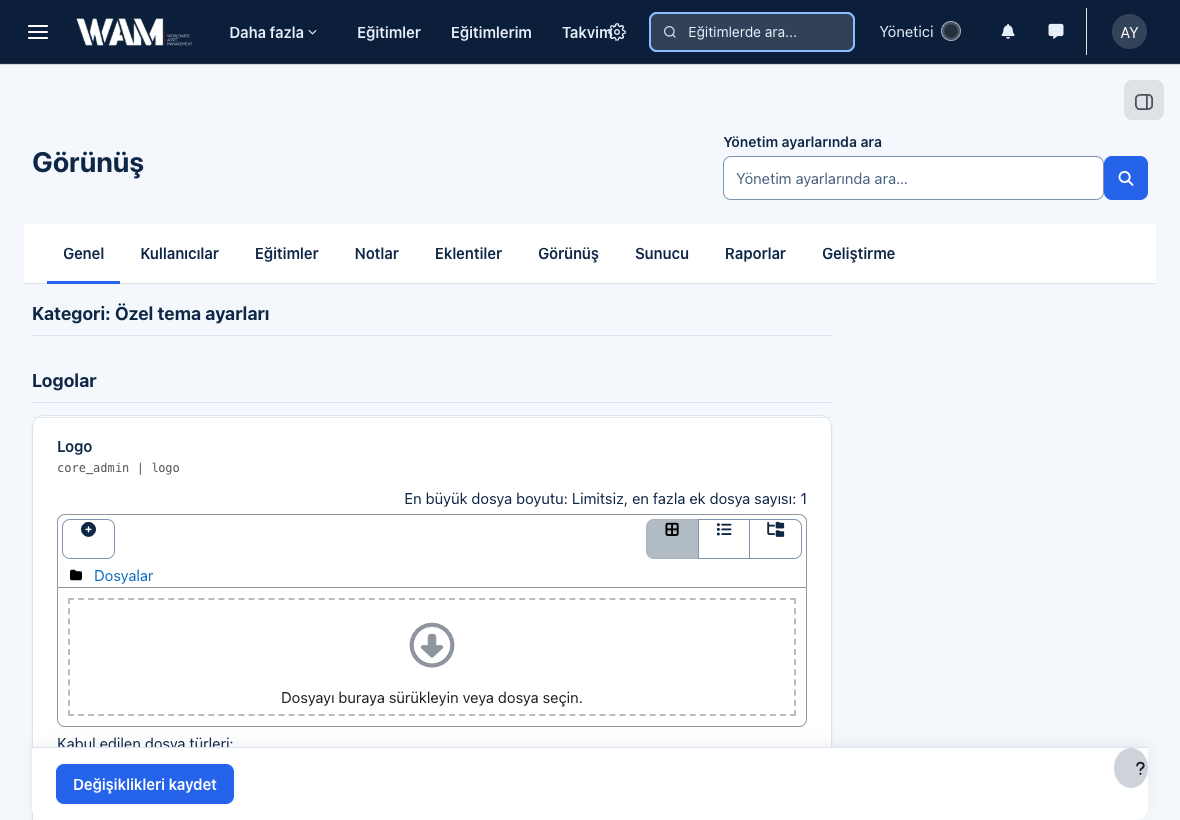 WAM WORLDWIDE ASSET MANAGEMENT
Daha fazla
Eğitimler
Eğitimlerim
Takvim
Eğitimlerde ara...
Yönetici
AY
Görünüş
Yönetim ayarlarında ara
Yönetim ayarlarında ara...
Genel
Kullanıcılar
Eğitimler
Notlar
Eklentiler
Görünüş
Sunucu
Raporlar
Geliştirme
Kategori: Özel tema ayarları
Logolar
Logo
core_admin | logo
En büyük dosya boyutu: Limitsiz, en fazla ek dosya sayısı: 1
Dosyalar
Dosyayı buraya sürükleyin veya dosya seçin.
Kabul edilen dosya türleri:
Değişiklikleri kaydet
?